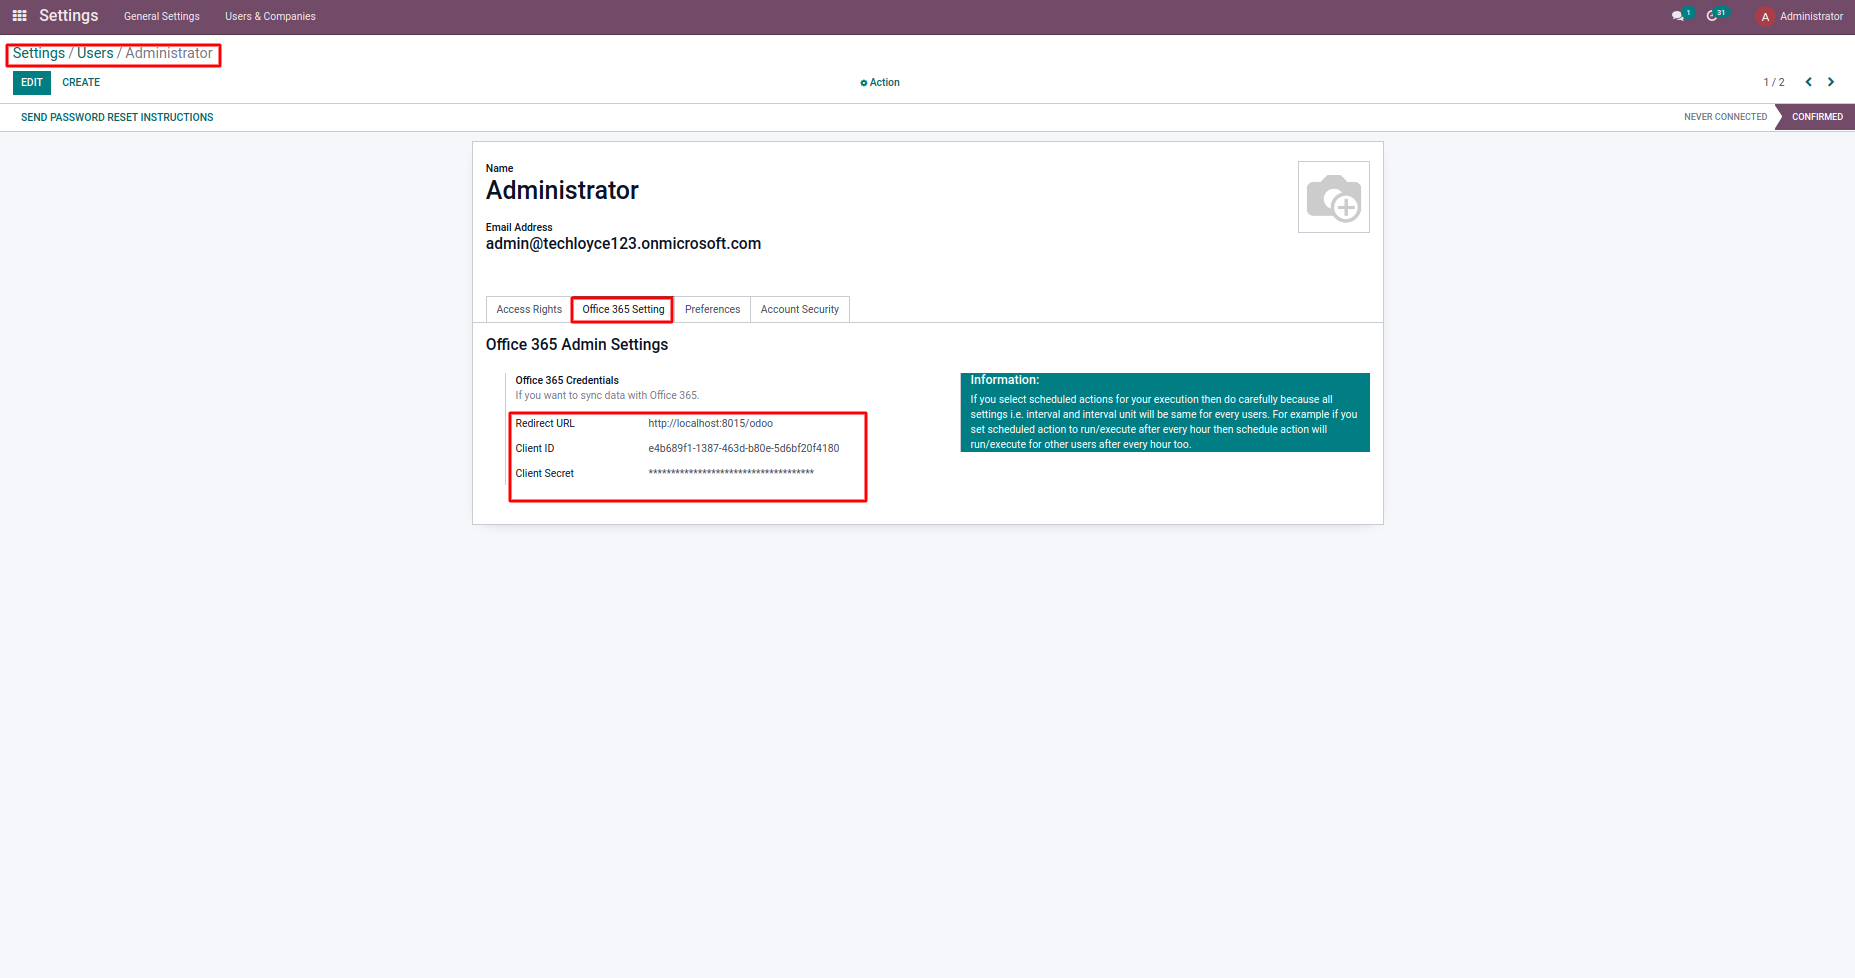 Settings General Settings Users & Companies 1 31 A Administrator
Settings / Users / Administrator
EDIT CREATE Action 1 / 2
SEND PASSWORD RESET INSTRUCTIONS NEVER CONNECTED CONFIRMED
Name
Administrator
Email Address
admin@techloyce123.onmicrosoft.com
Access Rights Office 365 Setting Preferences Account Security
Office 365 Admin Settings
Office 365 Credentials
If you want to sync data with Office 365.
Redirect URL http://localhost:8015/odoo
Client ID e4b689f1-1387-463d-b80e-5d6bf20f4180
Client Secret *************************************
Information:
If you select scheduled actions for your execution then do carefully because all
settings i.e. interval and interval unit will be same for every users. For example if you
set scheduled action to run/execute after every hour then schedule action will
run/execute for other users after every hour too.